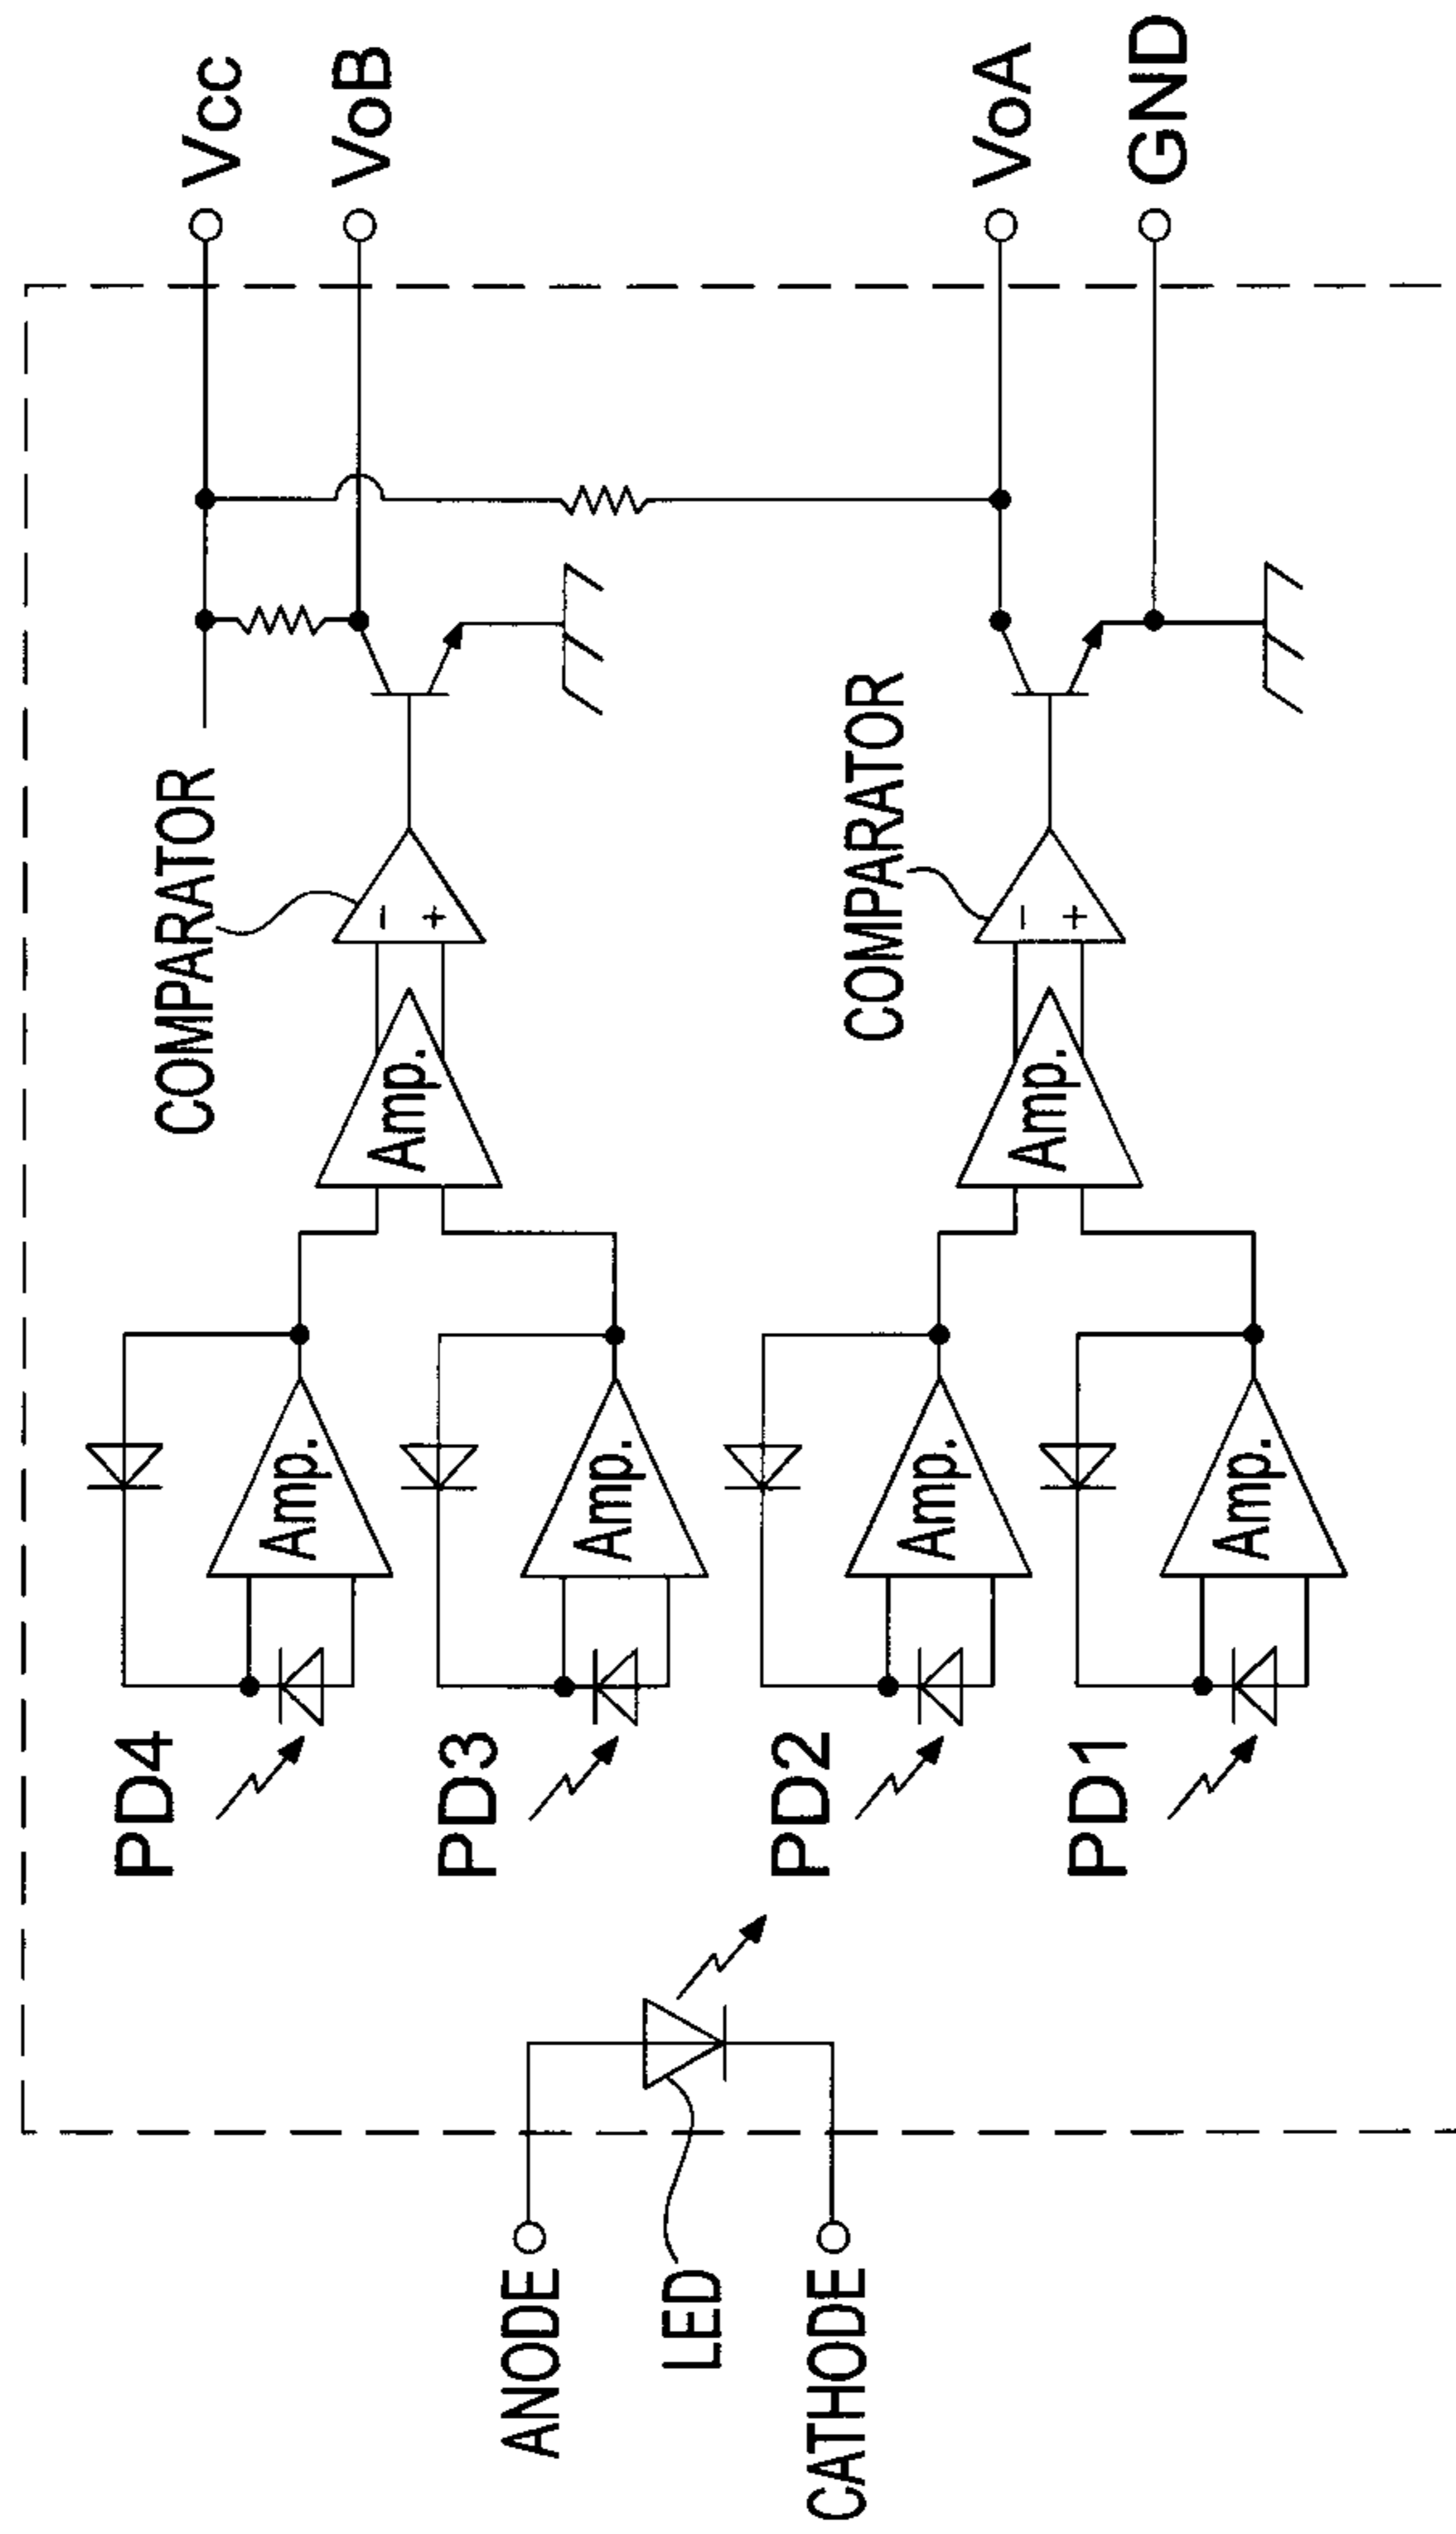 Vcc
VoB
VoA
GND
COMPARATOR
COMPARATOR
-
+
-
+
Amp.
Amp.
Amp.
Amp.
Amp.
Amp.
PD4
PD3
PD2
PD1
ANODE
LED
CATHODE